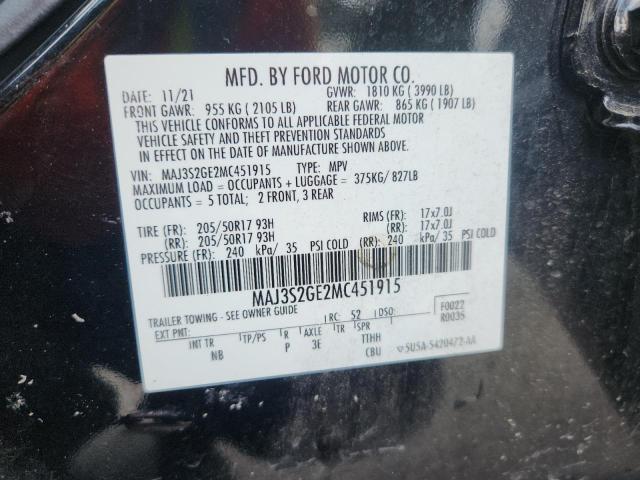 MFD. BY FORD MOTOR CO.
DATE: 11/21 GVWR: 1810 KG ( 3990 LB)
FRONT GAWR: 955 KG ( 2105 LB) REAR GAWR: 865 KG ( 1907 LB)
THIS VEHICLE CONFORMS TO ALL APPLICABLE FEDERAL MOTOR
VEHICLE SAFETY AND THEFT PREVENTION STANDARDS
IN EFFECT ON THE DATE OF MANUFACTURE SHOWN ABOVE.
VIN: MAJ3S2GE2MC451915 TYPE: MPV
MAXIMUM LOAD = OCCUPANTS + LUGGAGE = 375KG/ 827LB
OCCUPANTS = 5 TOTAL; 2 FRONT, 3 REAR
TIRE (FR): 205/50R17 93H RIMS (FR): 17x7.0J
(RR): 205/50R17 93H (RR): 17x7.0J
PRESSURE (FR): 240 kPa/ 35 PSI COLD (RR): 240 kPa/ 35 PSI COLD
MAJ3S2GE2MC451915
TRAILER TOWING - SEE OWNER GUIDE
F0022
R0035
EXT PNT: RC: 52 DSO:
INT TR TP/PS R AXLE TR SPR
NB P 3E TTHH
CBU 5U5A-5420472-AA